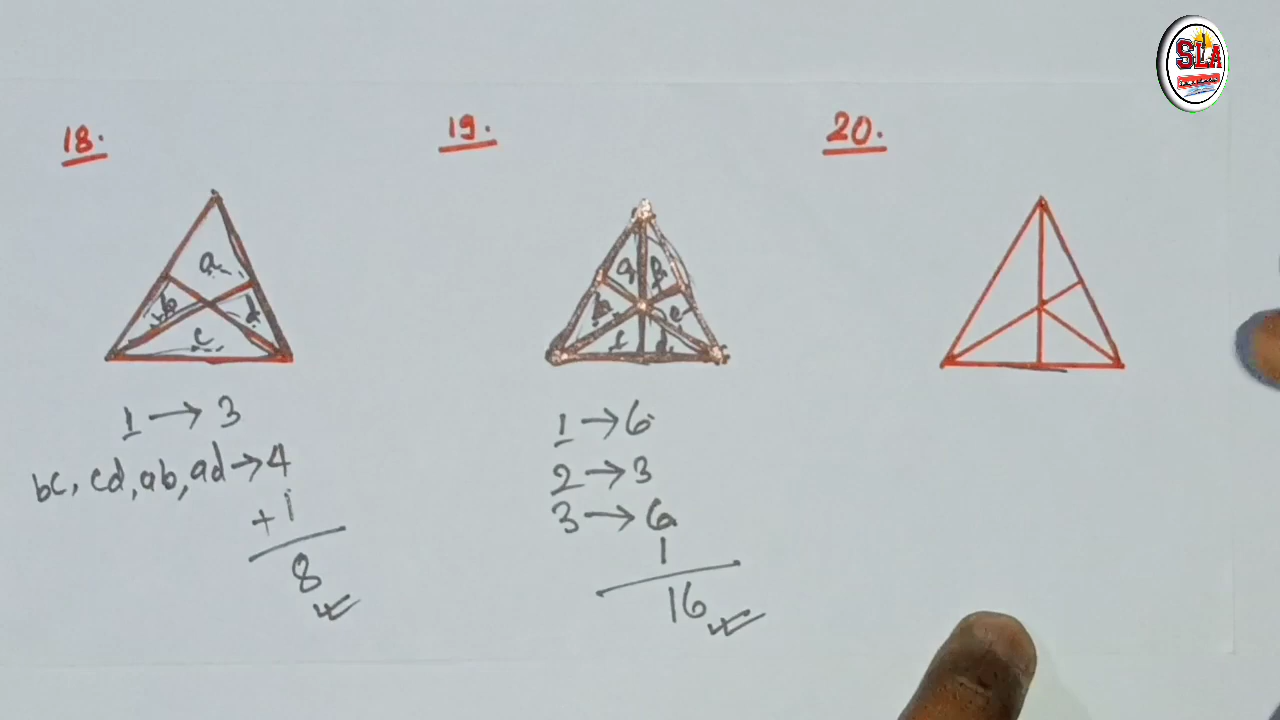 SLA
18.
19.
20.
a
b
d
c
a
b
b
e
f
d
1 → 3
bc, cd, ab, ad → 4
+ 1
8
1 → 6
2 → 3
3 → 6
1
16